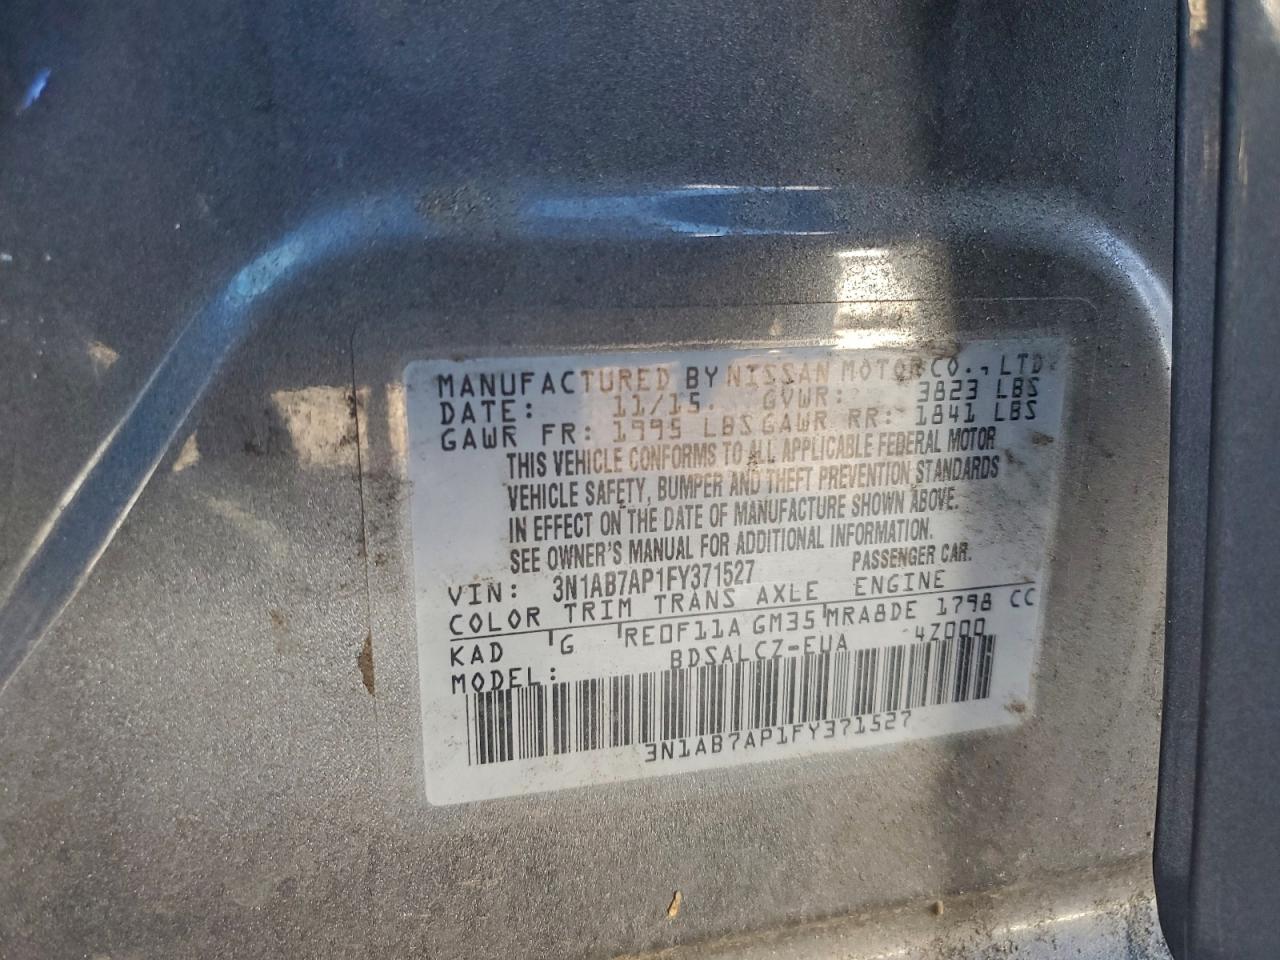 MANUFACTURED BY NISSAN MOTOR CO., LTD
DATE: 11/15. GVWR: 3823 LBS
GAWR FR: 1995 LBS GAWR RR: 1841 LBS
THIS VEHICLE CONFORMS TO ALL APPLICABLE FEDERAL MOTOR
VEHICLE SAFETY, BUMPER AND THEFT PREVENTION STANDARDS
IN EFFECT ON THE DATE OF MANUFACTURE SHOWN ABOVE.
SEE OWNER'S MANUAL FOR ADDITIONAL INFORMATION.
VIN: 3N1AB7AP1FY371527 PASSENGER CAR.
COLOR TRIM TRANS AXLE ENGINE
KAD G RE0F11A GM35 MRA8DE 1798 CC
MODEL: BDSALCZ-EUA -4Z000
3N1AB7AP1FY371527